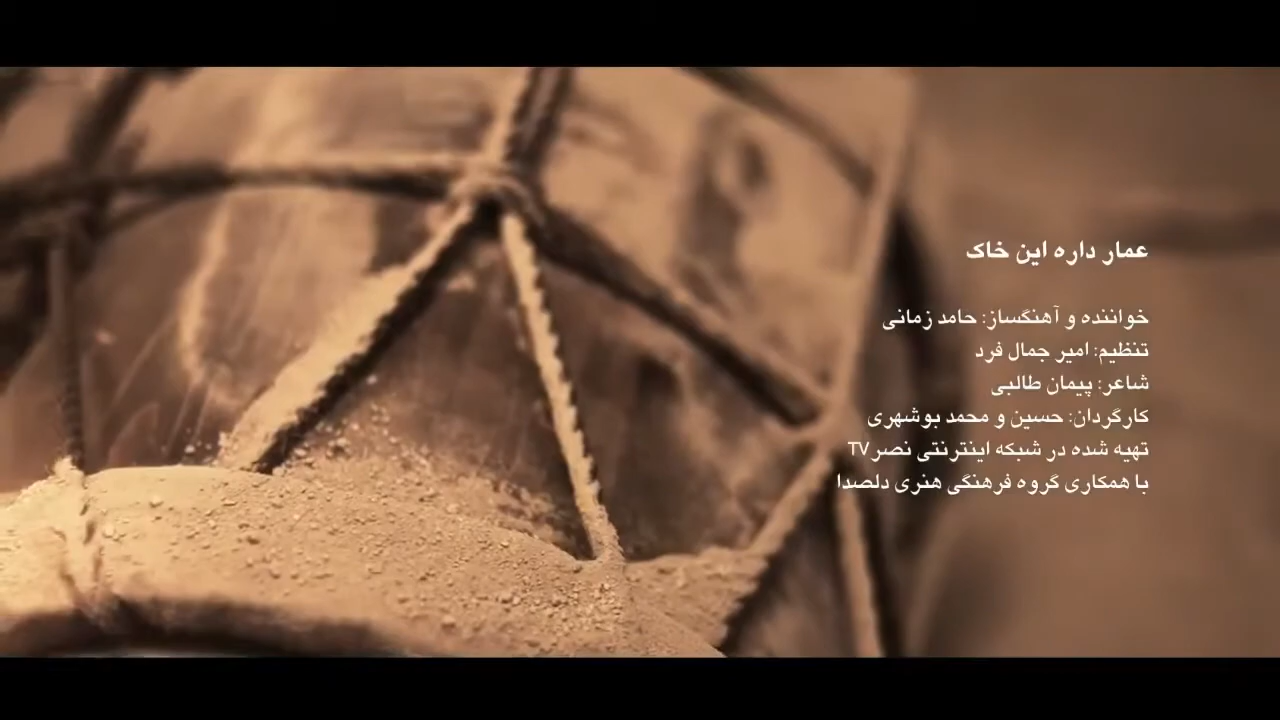 عمار داره این خاک
خواننده و آهنگساز: حامد زمانی
تنظیم: امیر جمال فرد
شاعر: پیمان طالبی
کارگردان: حسین و محمد بوشهری
تهیه شده در شبکه اینترنتی نصرTV
با همکاری گروه فرهنگی هنری دلصدا